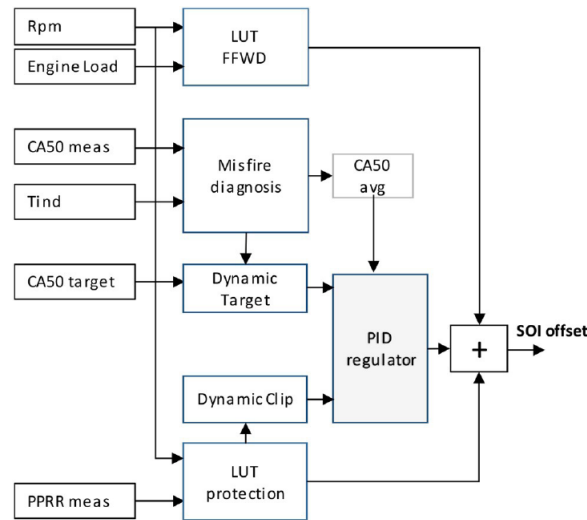 Rpm
Engine Load
LUT
FFWD
CA50 meas
Tind
Misfire
diagnosis
CA50
avg
CA50 target
Dynamic
Target
PID
regulator
+
SOI offset
Dynamic Clip
LUT
protection
PPRR meas